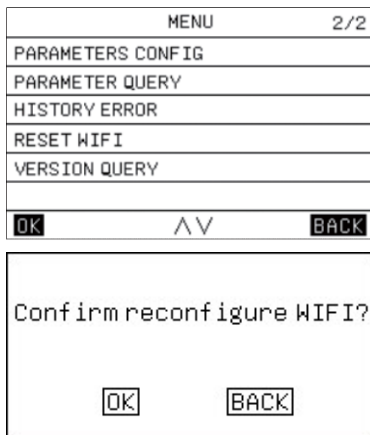 MENU 2/2
PARAMETERS CONFIG
PARAMETER QUERY
HISTORY ERROR
RESET WIFI
VERSION QUERY
OK BACK
Confirm reconfigure WIFI?
OK BACK